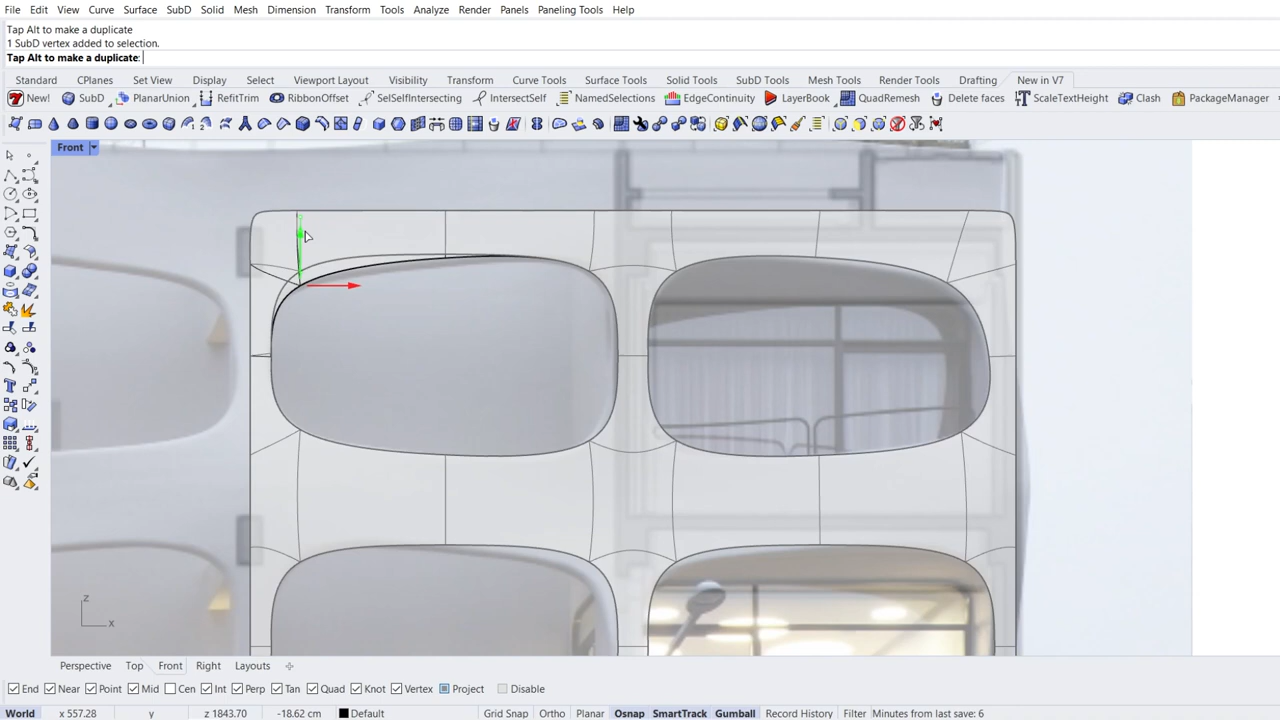 File Edit View Curve Surface SubD Solid Mesh Dimension Transform Tools Analyze Render Panels Paneling Tools Help
Tap Alt to make a duplicate
1 SubD vertex added to selection.
Tap Alt to make a duplicate:
Standard CPlanes Set View Display Select Viewport Layout Visibility Transform Curve Tools Surface Tools Solid Tools SubD Tools Mesh Tools Render Tools Drafting New in V7
New! SubD PlanarUnion RefitTrim RibbonOffset SelSelfIntersecting IntersectSelf NamedSelections EdgeContinuity LayerBook QuadRemesh Delete faces ScaleTextHeight Clash PackageManager
Front
z
x
Perspective Top Front Right Layouts
End Near Point Mid Cen Int Perp Tan Quad Knot Vertex Project Disable
World x 557.28 y z 1843.70 -18.62 cm Default Grid Snap Ortho Planar Osnap SmartTrack Gumball Record History Filter Minutes from last save: 6